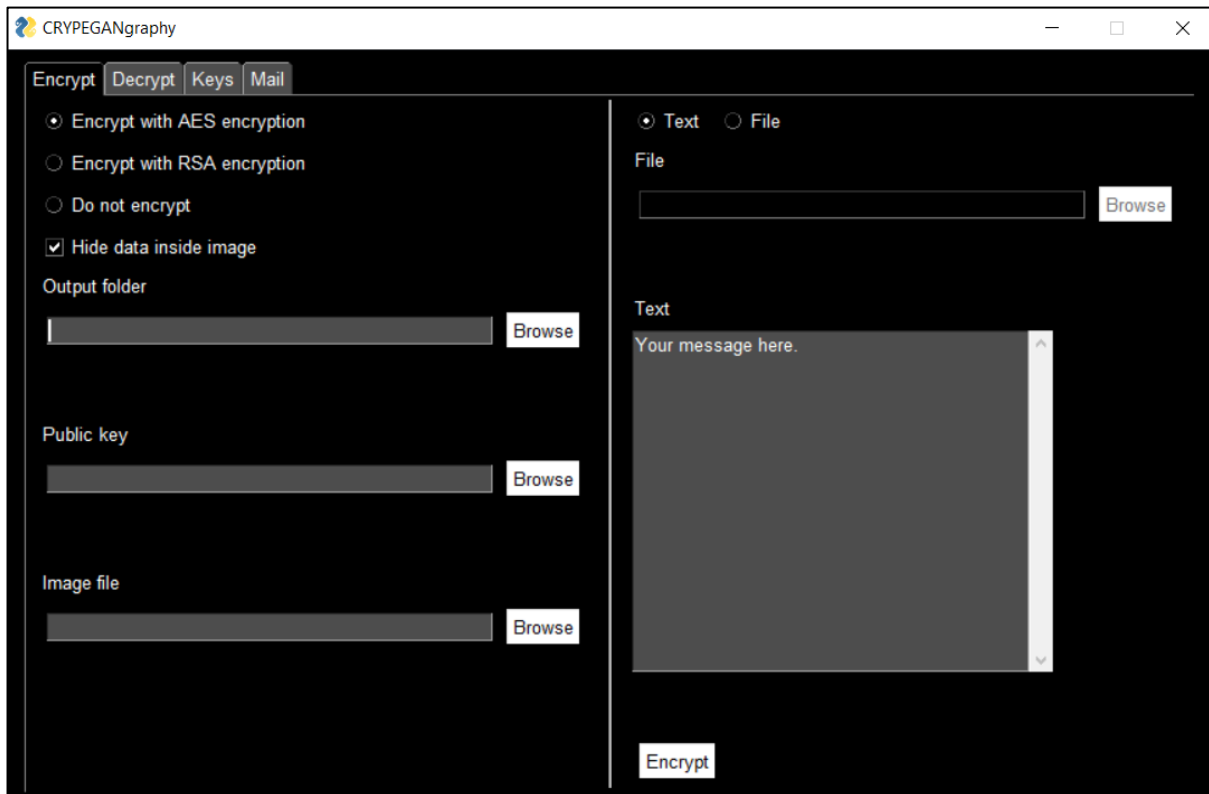 CRYPEGANgraphy
Encrypt Decrypt Keys Mail
Encrypt with AES encryption
Encrypt with RSA encryption
Do not encrypt
Hide data inside image
Output folder
Browse
Public key
Browse
Image file
Browse
Text File
File
Browse
Text
Your message here.
Encrypt